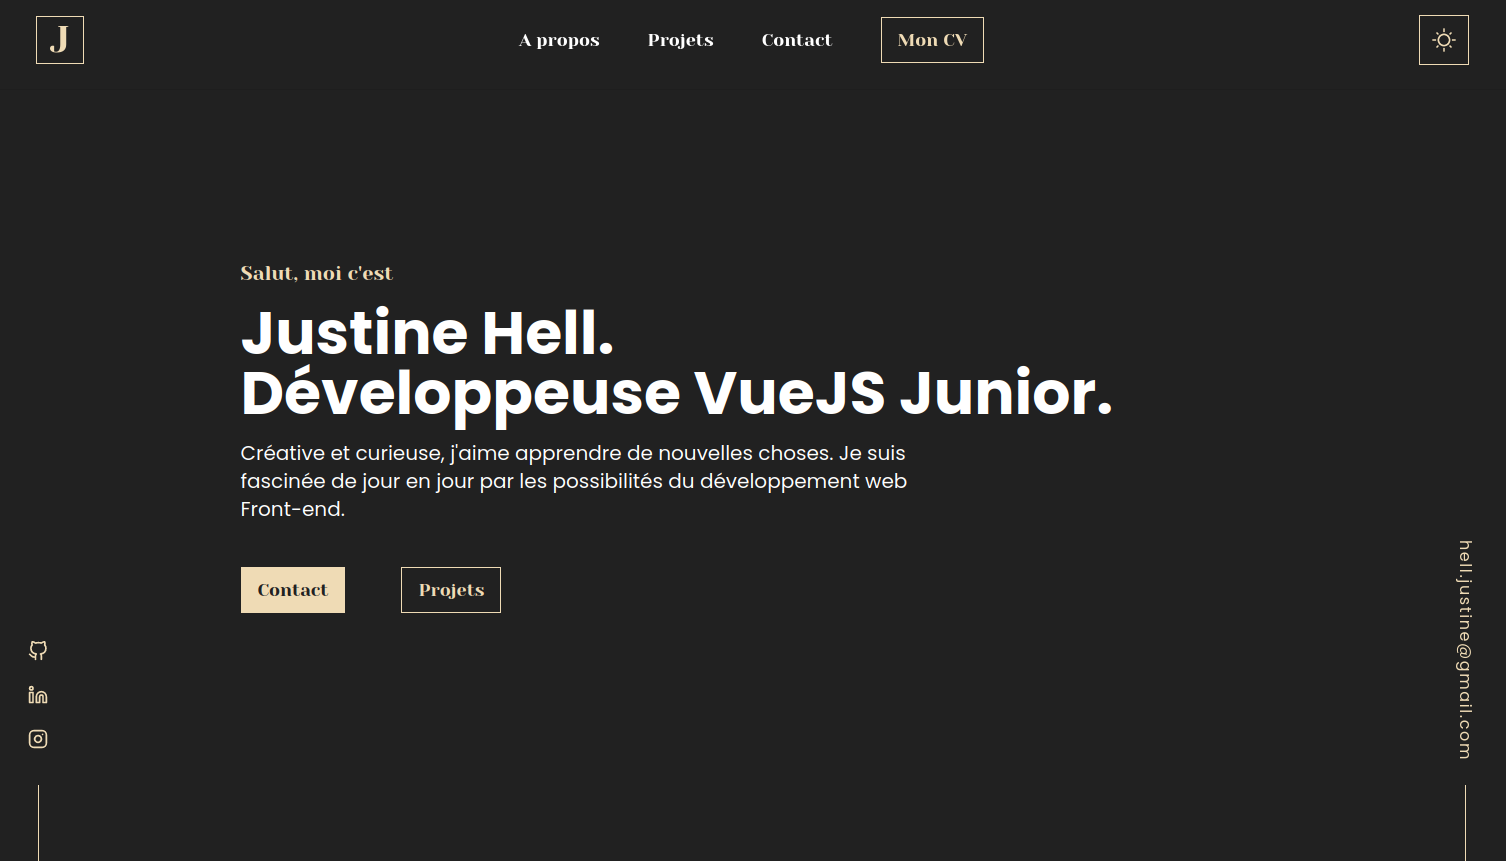 J
A propos
Projets
Contact
Mon CV
Salut, moi c'est
Justine Hell.
Développeuse VueJS Junior.
Créative et curieuse, j'aime apprendre de nouvelles choses. Je suis
fascinée de jour en jour par les possibilités du développement web
Front-end.
Contact
Projets
hell.justine@gmail.com